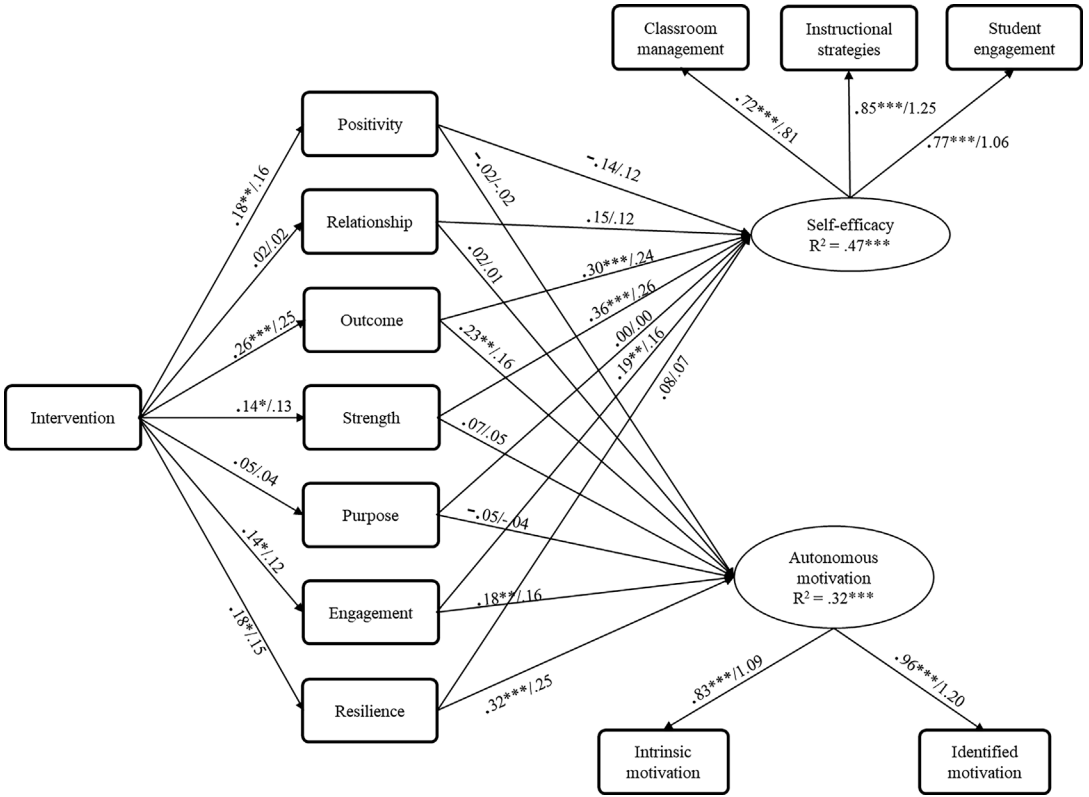 Classroom
management
Instructional
strategies
Student
engagement
.72***/.81
.85***/1.25
.77***/1.06
Self-efficacy
R² = .47***
Positivity
Relationship
Outcome
Strength
Purpose
Engagement
Resilience
Intervention
.18**/.16
.02/.02
.26***/.25
.14*/.13
.05/.04
.14*/.12
.18*/.15
-.14/.12
-.02/-.02
.15/.12
.02/.01
.30***/.24
.23**/.16
.36***/.26
.07/.05
.00/.00
-.05/-.04
.19**/.16
.18**/.16
.08/.07
.32***/.25
Autonomous
motivation
R² = .32***
.83***/1.09
.96***/1.20
Intrinsic
motivation
Identified
motivation